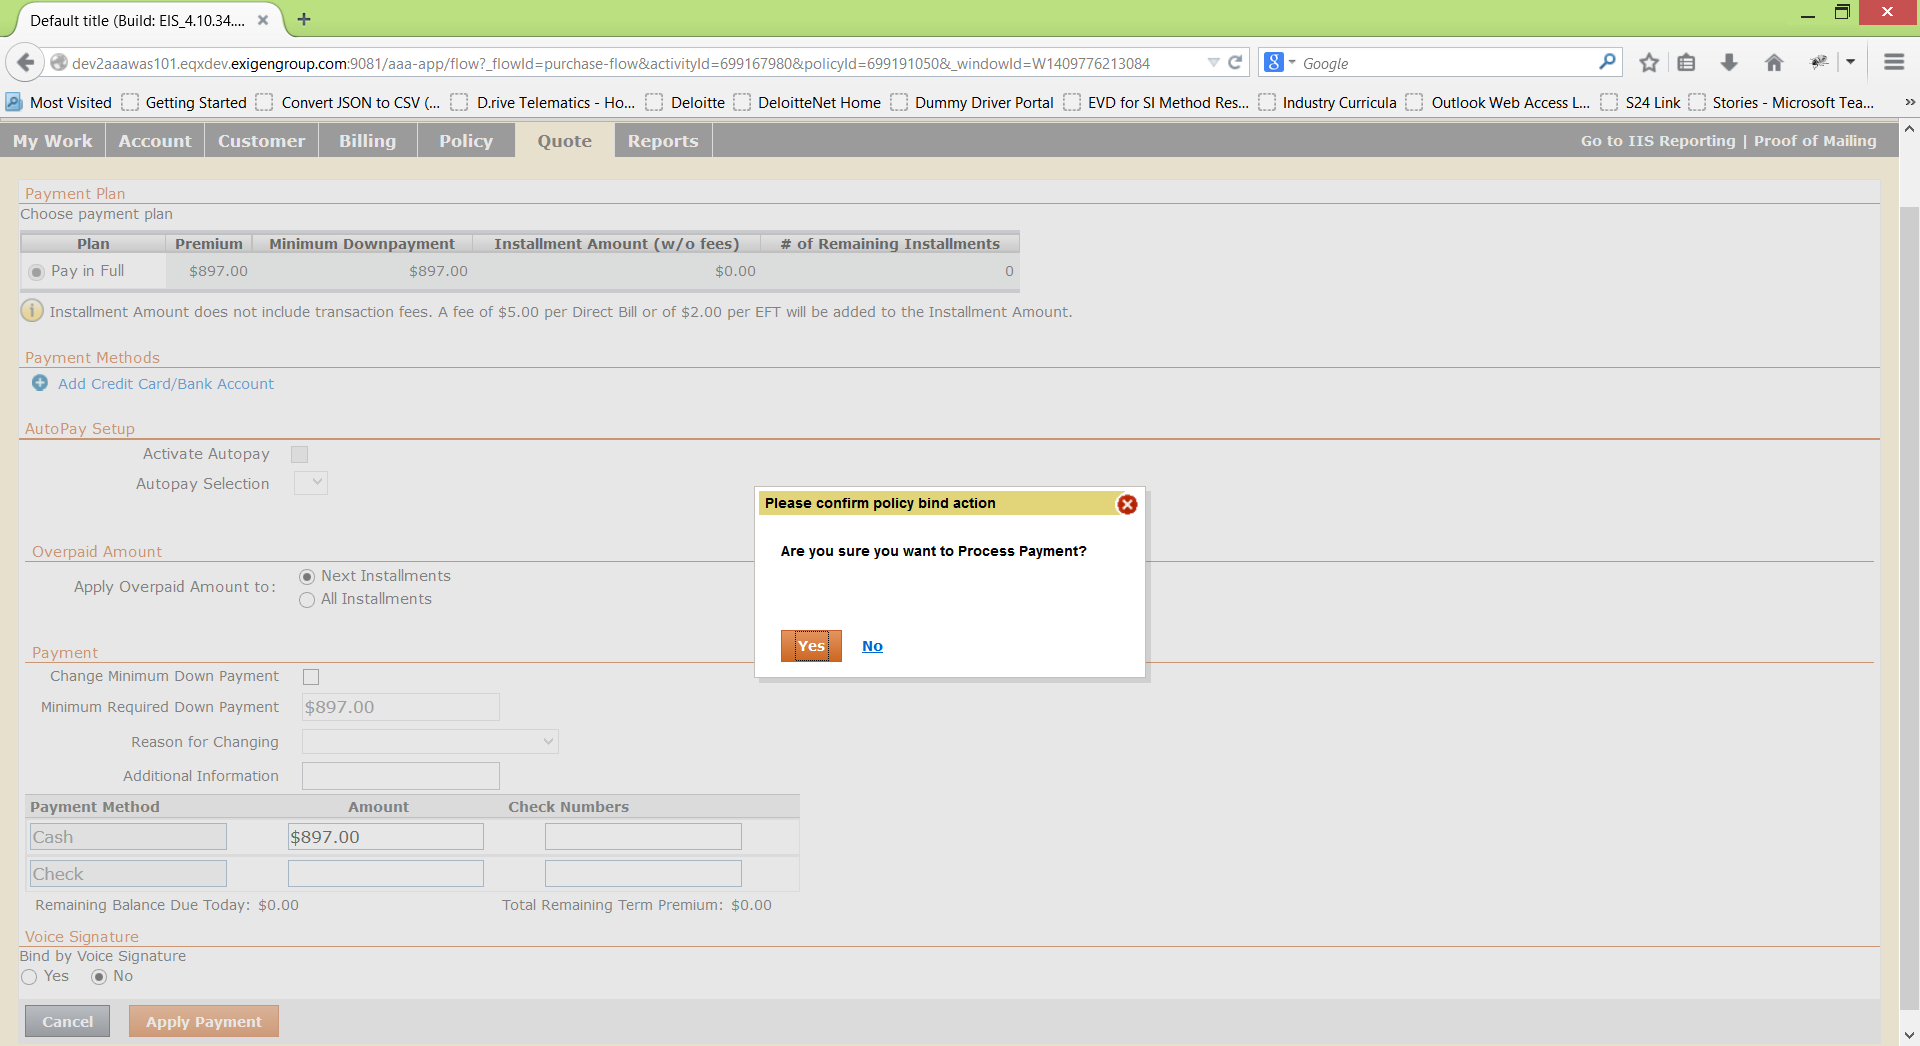 Default title (Build: EIS_4.10.34....
dev2aaawas101.eqxdev.exigengroup.com:9081/aaa-app/flow?_flowId=purchase-flow&activityId=699167980&policyId=699191050&_windowId=W1409776213084
Google
Most Visited Getting Started Convert JSON to CSV (... D.rive Telematics - Ho... Deloitte DeloitteNet Home Dummy Driver Portal EVD for SI Method Res... Industry Curricula Outlook Web Access L... S24 Link Stories - Microsoft Tea...
My Work Account Customer Billing Policy Quote Reports Go to IIS Reporting | Proof of Mailing
Payment Plan
Choose payment plan
Plan Premium Minimum Downpayment Installment Amount (w/o fees) # of Remaining Installments
Pay in Full $897.00 $897.00 $0.00 0
Installment Amount does not include transaction fees. A fee of $5.00 per Direct Bill or of $2.00 per EFT will be added to the Installment Amount.
Payment Methods
Add Credit Card/Bank Account
AutoPay Setup
Activate Autopay
Autopay Selection
Please confirm policy bind action
Are you sure you want to Process Payment?
Yes No
Overpaid Amount
Apply Overpaid Amount to: Next Installments
All Installments
Payment
Change Minimum Down Payment
Minimum Required Down Payment $897.00
Reason for Changing
Additional Information
Payment Method Amount Check Numbers
Cash $897.00
Check
Remaining Balance Due Today: $0.00 Total Remaining Term Premium: $0.00
Voice Signature
Bind by Voice Signature
Yes No
Cancel Apply Payment